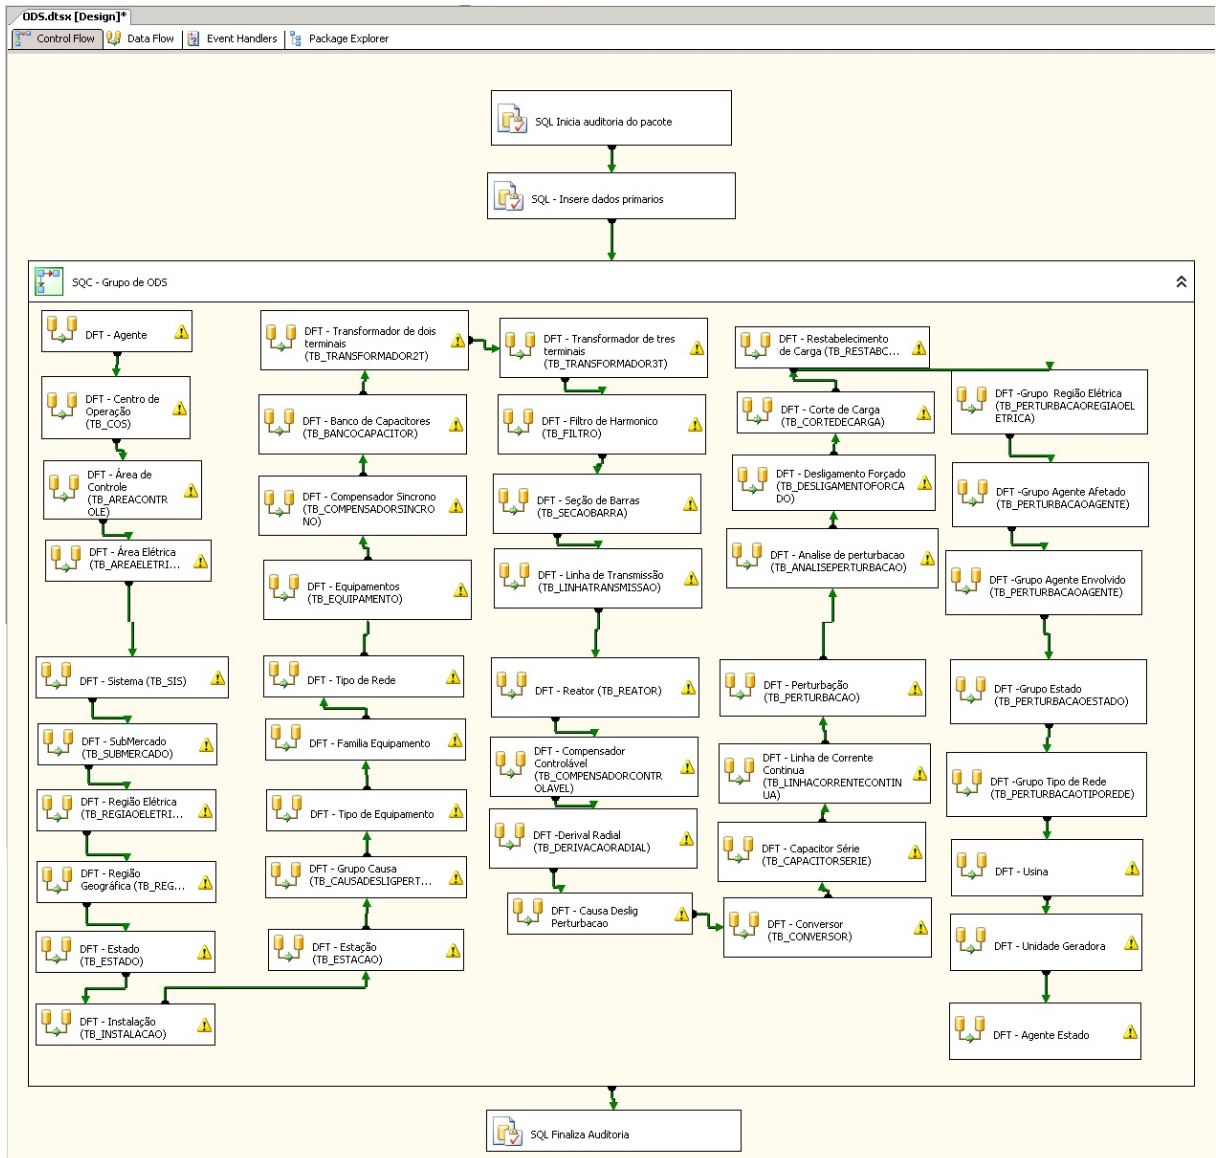 ODS.dtsx [Design]*
Control Flow
Data Flow
Event Handlers
Package Explorer
SQL Inicia auditoria do pacote
SQL - Insere dados primarios
SQC - Grupo de ODS
DFT - Agente
DFT - Centro de
Operação
(TB_COS)
DFT - Área de
Controle
(TB_AREACONTR
OLE)
DFT - Área Elétrica
(TB_AREAELETRI...
DFT - Sistema (TB_SIS)
DFT - SubMercado
(TB_SUBMERCADO)
DFT - Região Elétrica
(TB_REGIAOELETRI...
DFT - Região
Geográfica (TB_REG...
DFT - Estado
(TB_ESTADO)
DFT - Instalação
(TB_INSTALACAO)
DFT - Estação
(TB_ESTACAO)
DFT - Grupo Causa
(TB_CAUSADESLIGPERT...
DFT - Tipo de Equipamento
DFT - Familia Equipamento
DFT - Tipo de Rede
DFT - Equipamentos
(TB_EQUIPAMENTO)
DFT - Compensador Sincrono
(TB_COMPENSADORSINCRO
NO)
DFT - Banco de Capacitores
(TB_BANCOCAPACITOR)
DFT - Transformador de dois
terminais
(TB_TRANSFORMADOR2T)
DFT - Transformador de tres
terminais
(TB_TRANSFORMADOR3T)
DFT - Filtro de Harmonico
(TB_FILTRO)
DFT - Seção de Barras
(TB_SECAOBARRA)
DFT - Linha de Transmissão
(TB_LINHATRANSMISSAO)
DFT - Reator (TB_REATOR)
DFT - Compensador
Controlável
(TB_COMPENSADORCONTR
OLAVEL)
DFT -Derival Radial
(TB_DERIVACAORADIAL)
DFT - Causa Deslig
Perturbacao
DFT - Conversor
(TB_CONVERSOR)
DFT - Capacitor Série
(TB_CAPACITORSERIE)
DFT - Linha de Corrente
Continua
(TB_LINHACORRENTECONTIN
UA)
DFT - Perturbação
(TB_PERTURBACAO)
DFT - Analise de perturbacao
(TB_ANALISEPERTURBACAO)
DFT - Desligamento Forçado
(TB_DESLIGAMENTOFORCA
DO)
DFT - Corte de Carga
(TB_CORTEDECARGA)
DFT - Restabelecimento
de Carga (TB_RESTABC...
DFT -Grupo Região Elétrica
(TB_PERTURBACAOREGIAOEL
ETRICA)
DFT -Grupo Agente Afetado
(TB_PERTURBACAOAGENTE)
DFT -Grupo Agente Envolvido
(TB_PERTURBACAOAGENTE)
DFT -Grupo Estado
(TB_PERTURBACAOESTADO)
DFT -Grupo Tipo de Rede
(TB_PERTURBACAOTIPOREDE)
DFT - Usina
DFT - Unidade Geradora
DFT - Agente Estado
SQL Finaliza Auditoria